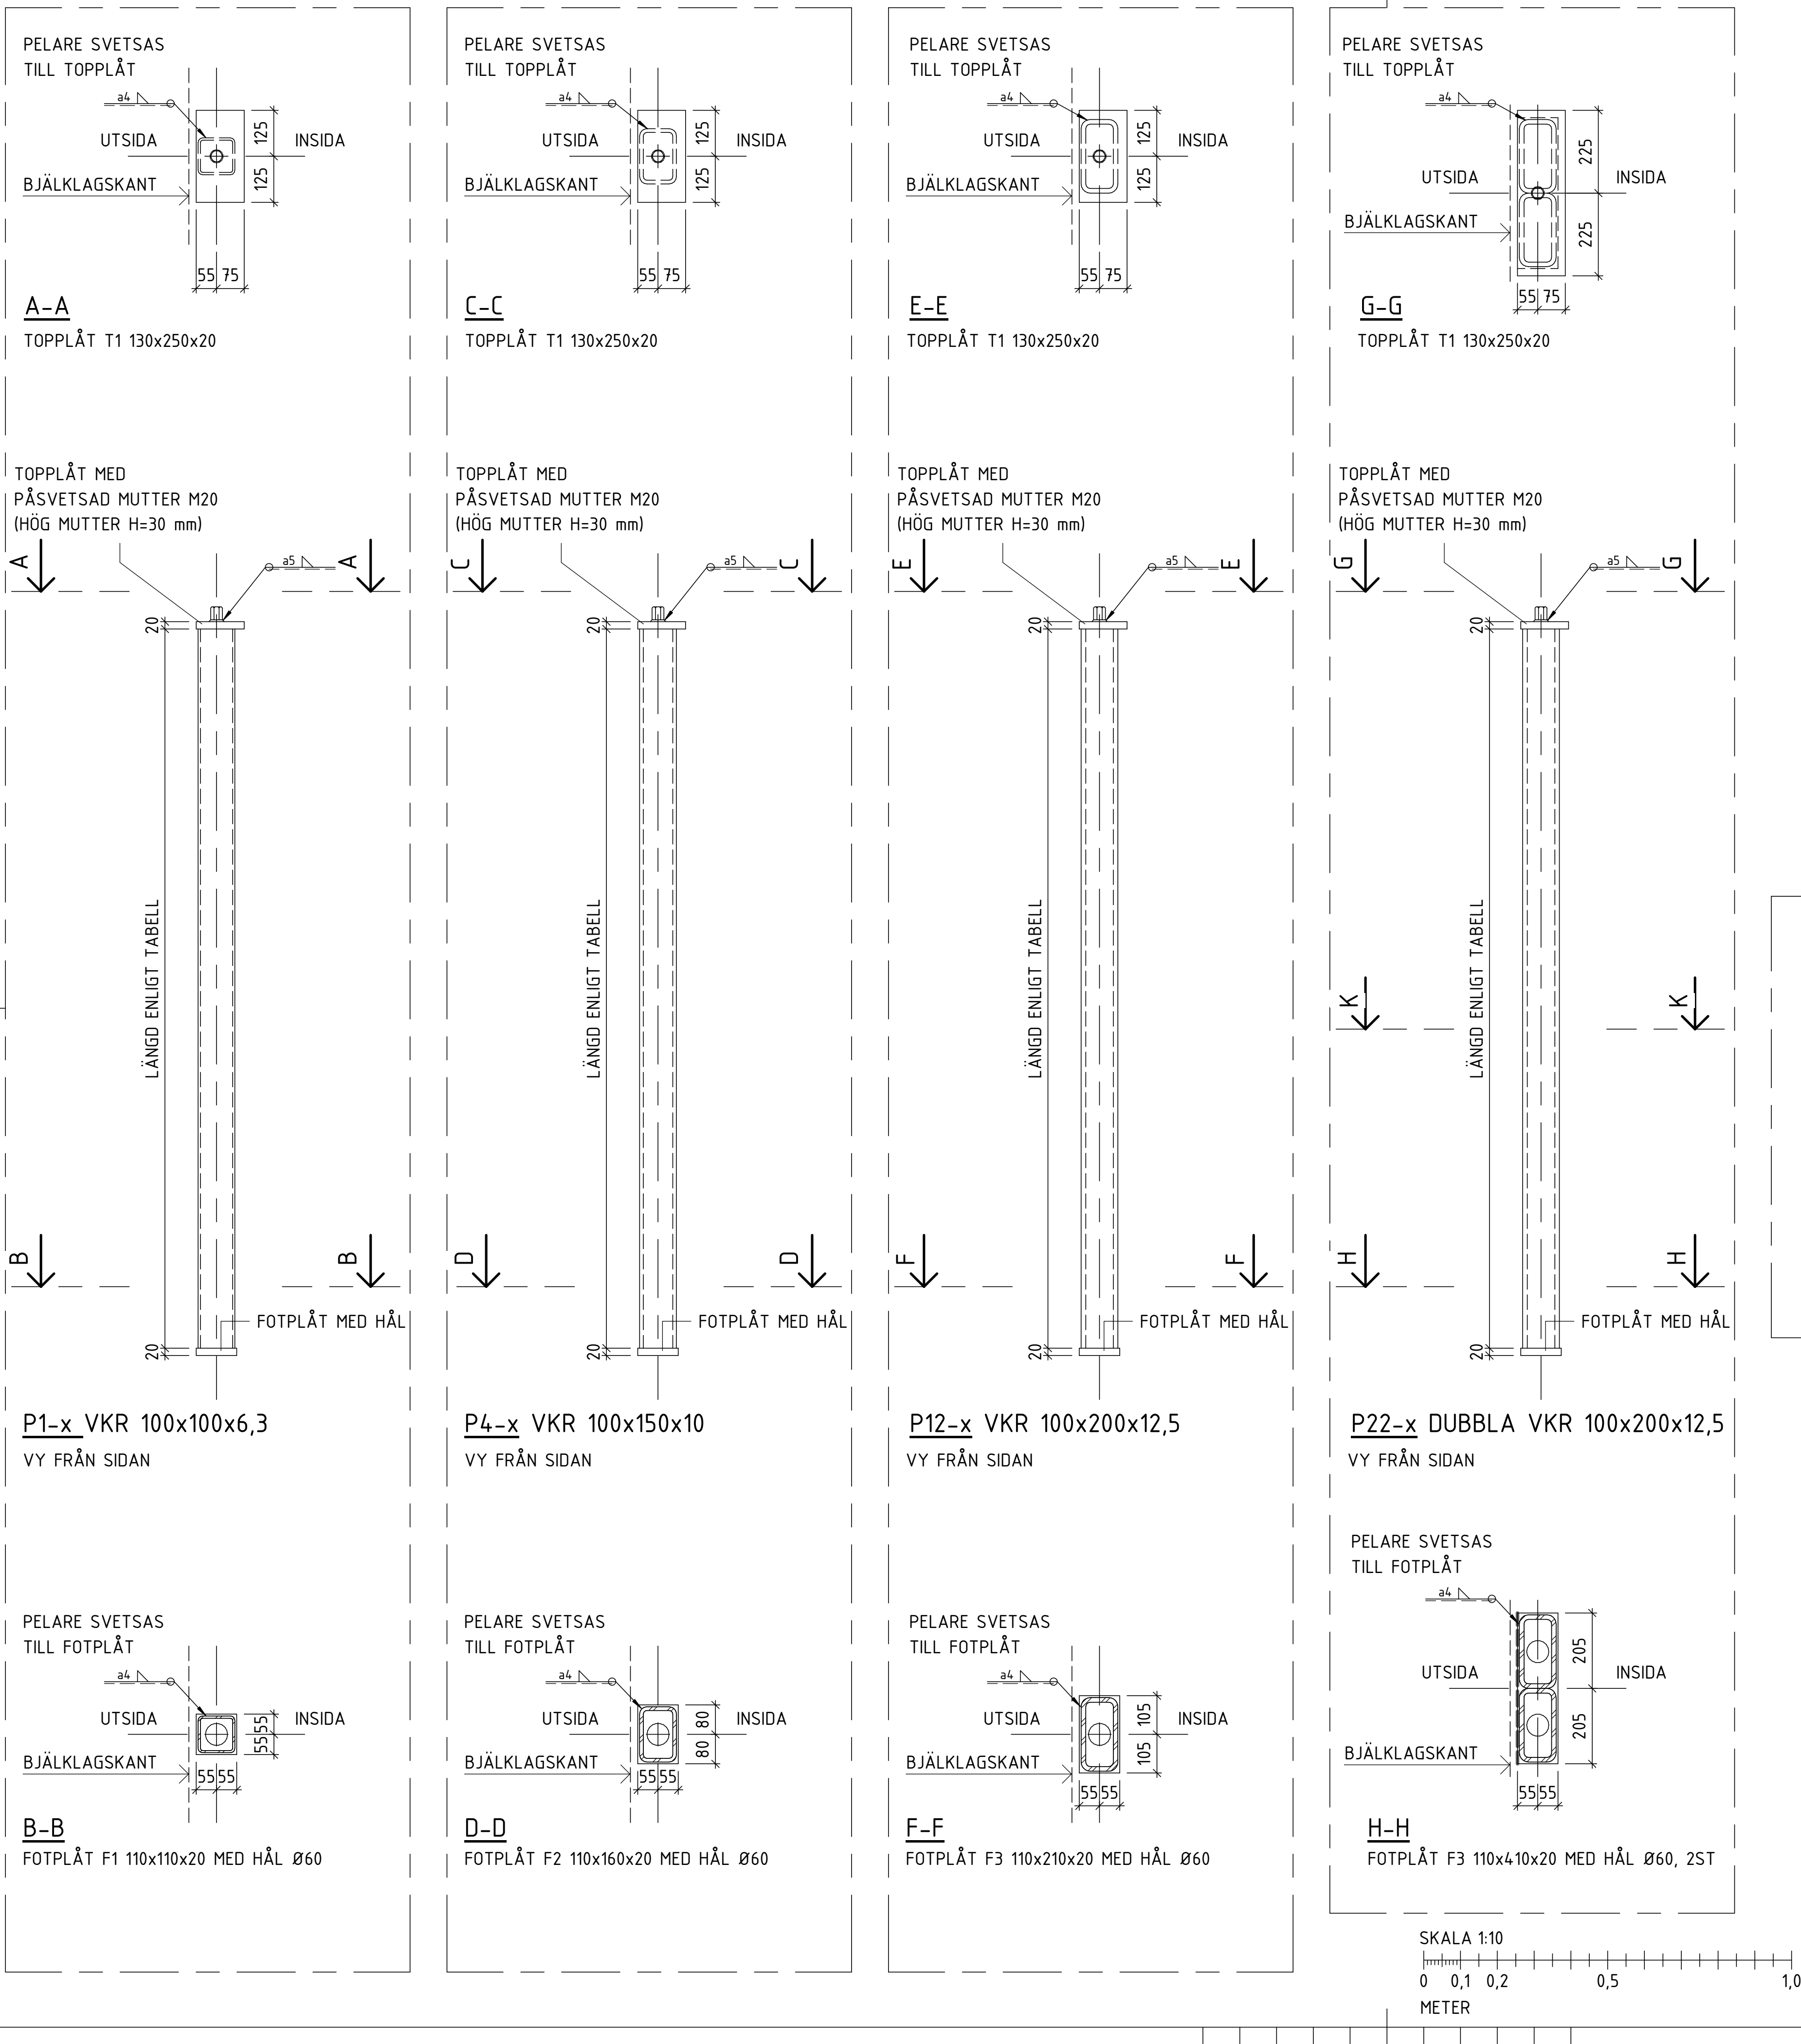 PELARE SVETSAS
TILL TOPPLÅT
a4
UTSIDA
INSIDA
125
125
BJÄLKLAGSKANT
55 75
A-A
TOPPLÅT T1 130x250x20
TOPPLÅT MED
PÅSVETSAD MUTTER M20
(HÖG MUTTER H=30 mm)
A
A
a5
20
LÄNGD ENLIGT TABELL
B
B
FOTPLÅT MED HÅL
20
P1-x VKR 100x100x6,3
VY FRÅN SIDAN
PELARE SVETSAS
TILL FOTPLÅT
a4
UTSIDA
INSIDA
55
55
BJÄLKLAGSKANT
55 55
B-B
FOTPLÅT F1 110x110x20 MED HÅL Ø60
PELARE SVETSAS
TILL TOPPLÅT
a4
UTSIDA
INSIDA
125
125
BJÄLKLAGSKANT
55 75
C-C
TOPPLÅT T1 130x250x20
TOPPLÅT MED
PÅSVETSAD MUTTER M20
(HÖG MUTTER H=30 mm)
C
C
a5
20
LÄNGD ENLIGT TABELL
D
D
FOTPLÅT MED HÅL
20
P4-x VKR 100x150x10
VY FRÅN SIDAN
PELARE SVETSAS
TILL FOTPLÅT
a4
UTSIDA
INSIDA
80
80
BJÄLKLAGSKANT
55 55
D-D
FOTPLÅT F2 110x160x20 MED HÅL Ø60
PELARE SVETSAS
TILL TOPPLÅT
a4
UTSIDA
INSIDA
125
125
BJÄLKLAGSKANT
55 75
E-E
TOPPLÅT T1 130x250x20
TOPPLÅT MED
PÅSVETSAD MUTTER M20
(HÖG MUTTER H=30 mm)
E
E
a5
20
LÄNGD ENLIGT TABELL
F
F
FOTPLÅT MED HÅL
20
P12-x VKR 100x200x12,5
VY FRÅN SIDAN
PELARE SVETSAS
TILL FOTPLÅT
a4
UTSIDA
INSIDA
105
105
BJÄLKLAGSKANT
55 55
F-F
FOTPLÅT F3 110x210x20 MED HÅL Ø60
PELARE SVETSAS
TILL TOPPLÅT
a4
UTSIDA
INSIDA
225
225
BJÄLKLAGSKANT
55 75
G-G
TOPPLÅT T1 130x250x20
TOPPLÅT MED
PÅSVETSAD MUTTER M20
(HÖG MUTTER H=30 mm)
G
G
a5
20
LÄNGD ENLIGT TABELL
K
K
H
H
FOTPLÅT MED HÅL
20
P22-x DUBBLA VKR 100x200x12,5
VY FRÅN SIDAN
PELARE SVETSAS
TILL FOTPLÅT
a4
UTSIDA
INSIDA
205
205
BJÄLKLAGSKANT
55 55
H-H
FOTPLÅT F3 110x410x20 MED HÅL Ø60, 2ST
SKALA 1:10
0 0,1 0,2 0,5 1,0
METER